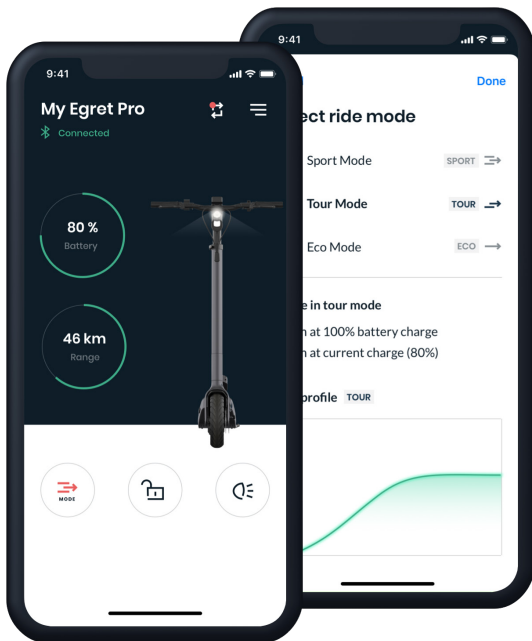 9:41
My Egret Pro
Connected
80 %
Battery
46 km
Range
MODE
9:41
Done
ect ride mode
Sport Mode
SPORT
Tour Mode
TOUR
Eco Mode
ECO
e in tour mode
at 100% battery charge
at current charge (80%)
profile TOUR